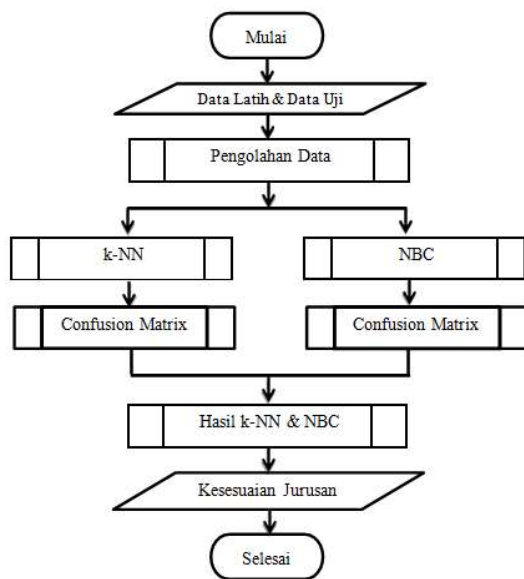 Mulai
Data Latih & Data Uji
Pengolahan Data
k-NN
NBC
Confusion Matrix
Confusion Matrix
Hasil k-NN & NBC
Kesesuaian Jurusan
Selesai